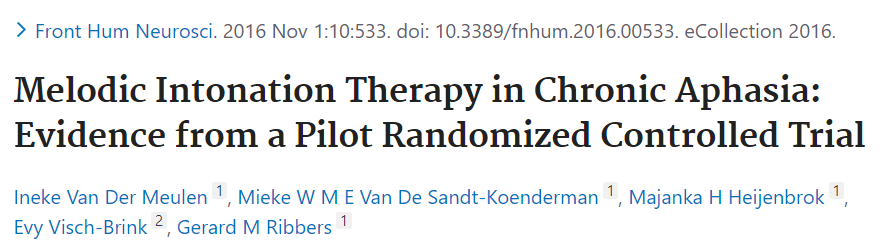 > Front Hum Neurosci. 2016 Nov 1:10:533. doi: 10.3389/fnhum.2016.00533. eCollection 2016.
Melodic Intonation Therapy in Chronic Aphasia:
Evidence from a Pilot Randomized Controlled Trial
Ineke Van Der Meulen 1, Mieke W M E Van De Sandt-Koenderman 1, Majanka H Heijenbrok 1,
Evy Visch-Brink 2, Gerard M Ribbers 1